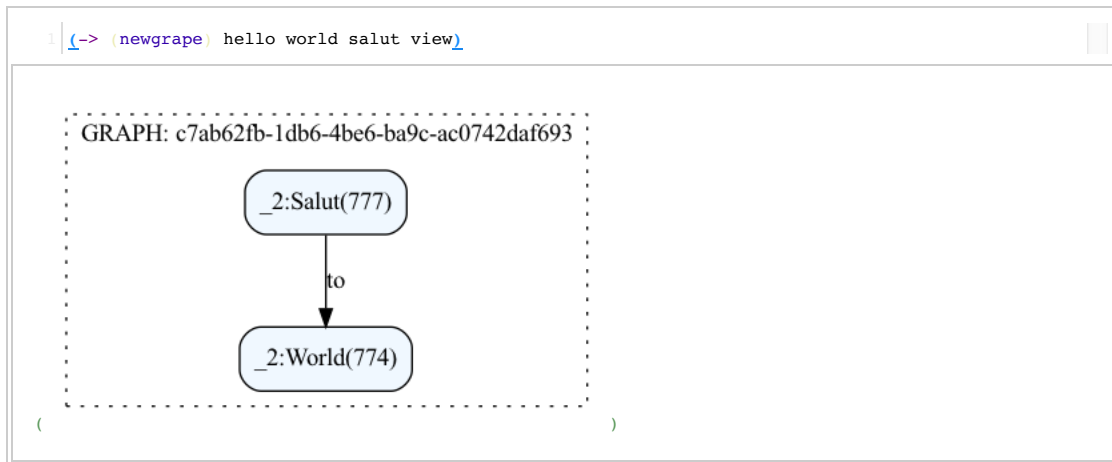 1 (-> (newgrape) hello world salut view)
GRAPH: c7ab62fb-1db6-4be6-ba9c-ac0742daf693
_2:Salut(777)
to
_2:World(774)
( )